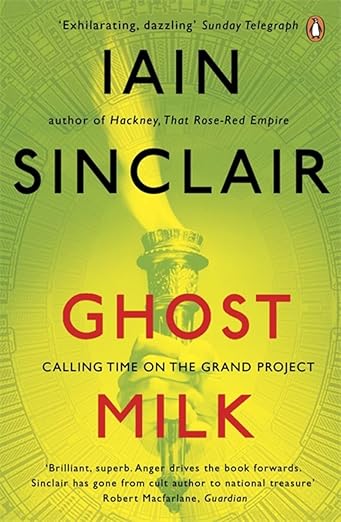 ‘Exhilarating, dazzling’ Sunday Telegraph
IAIN
author of Hackney, That Rose-Red Empire
SINCLAIR
GHOST
CALLING TIME ON THE GRAND PROJECT
MILK
‘Brilliant, superb. Anger drives the book forwards.
Sinclair has gone from cult author to national treasure’
Robert Macfarlane, Guardian